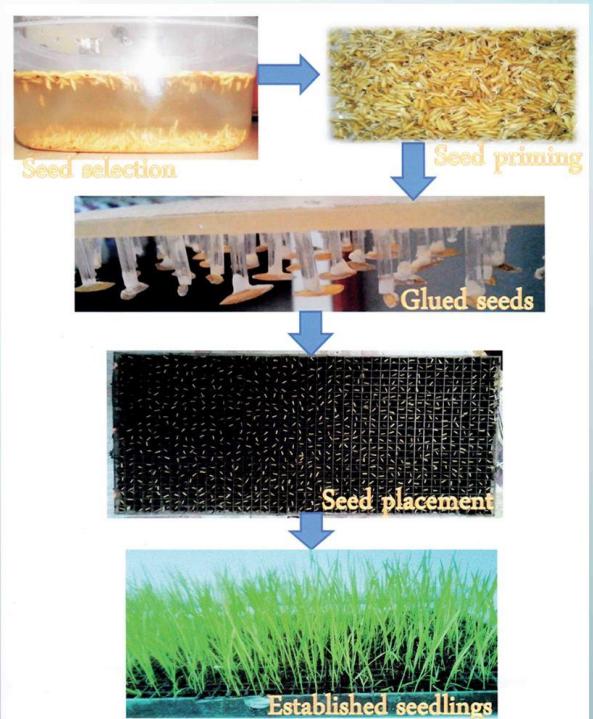 Seed selection
Seed priming
Glued seeds
Seed placement
Established seedlings